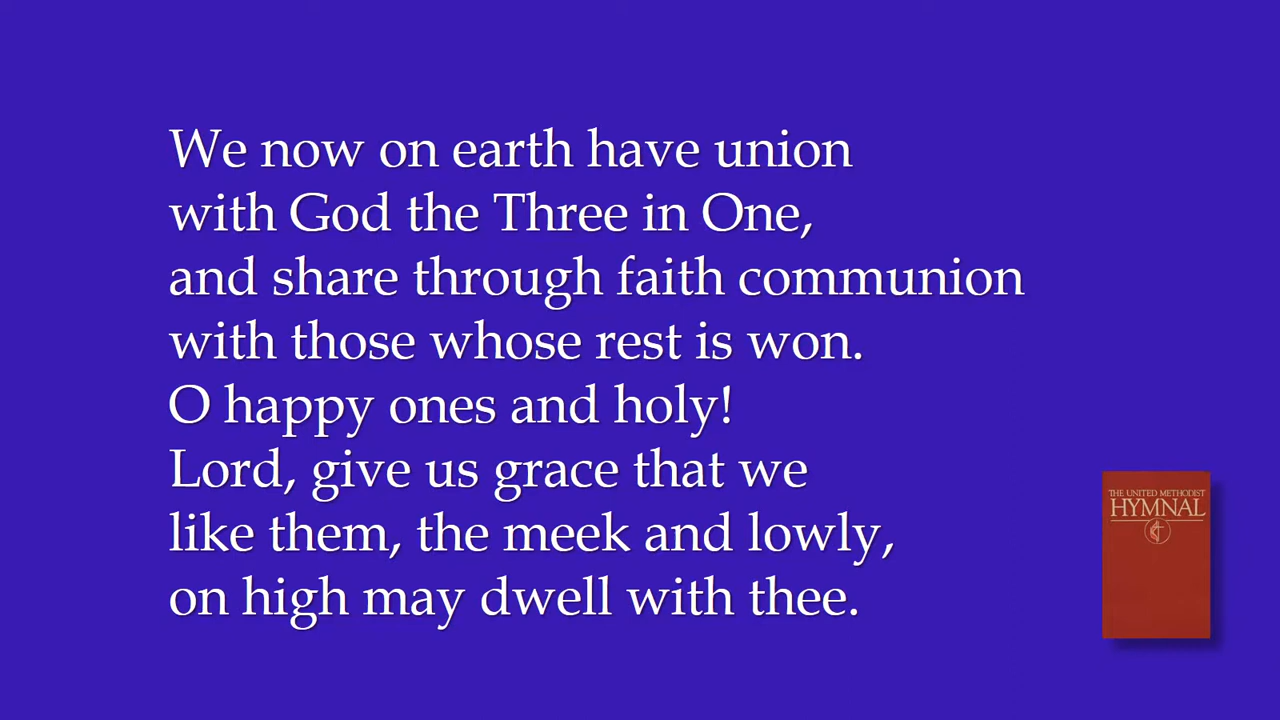 We now on earth have union
with God the Three in One,
and share through faith communion
with those whose rest is won.
O happy ones and holy!
Lord, give us grace that we
like them, the meek and lowly,
on high may dwell with thee.
THE UNITED METHODIST
HYMNAL